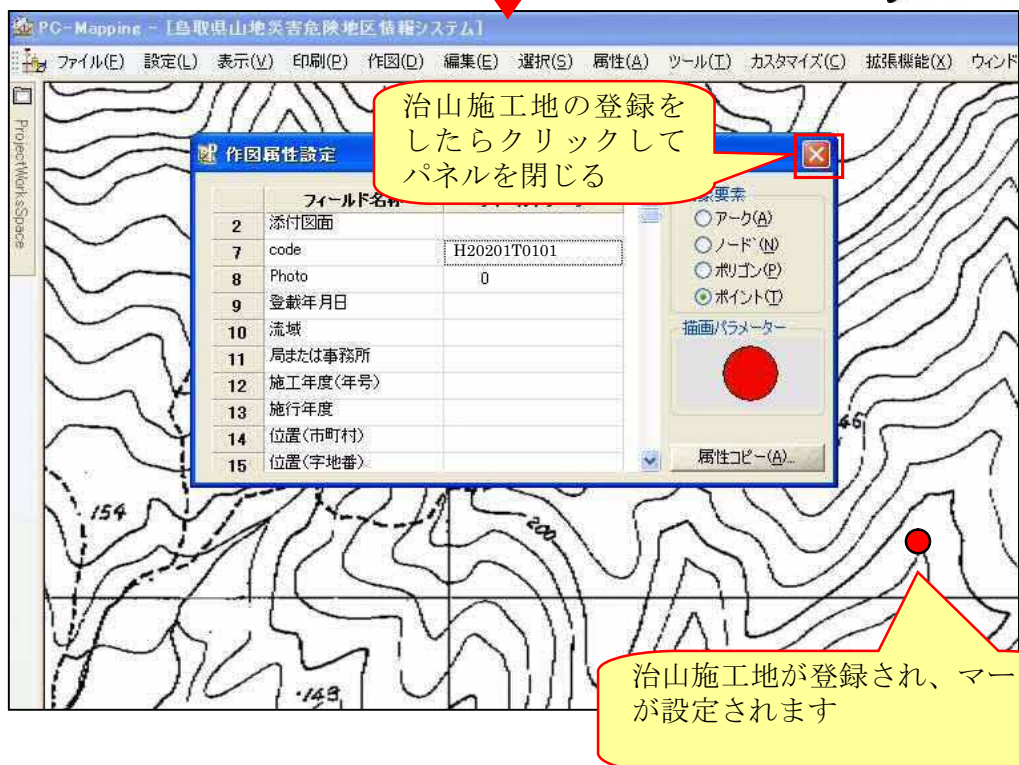 PC-Mapping - [鳥取県山地災害危険地区情報システム]
ファイル(F) 設定(L) 表示(V) 印刷(P) 作図(D) 編集(E) 選択(S) 属性(A) ツール(T) カスタマイズ(C) 拡張機能(X) ウィンド
ProjectWorksSpace
治山施工地の登録を
したらクリックして
パネルを閉じる
作図属性設定
フィールド名称
2 添付図面
7 code H20201T0101
8 Photo 0
9 登載年月日
10 流域
11 局または事務所
12 施工年度(年号)
13 施行年度
14 位置(市町村)
15 位置(字地番)
象要素
アーク(A)
ノード(N)
ポリゴン(P)
ポイント(T)
描画パラメーター
属性コピー(A)...
154
200
46
148
治山施工地が登録され、マー
が設定されます